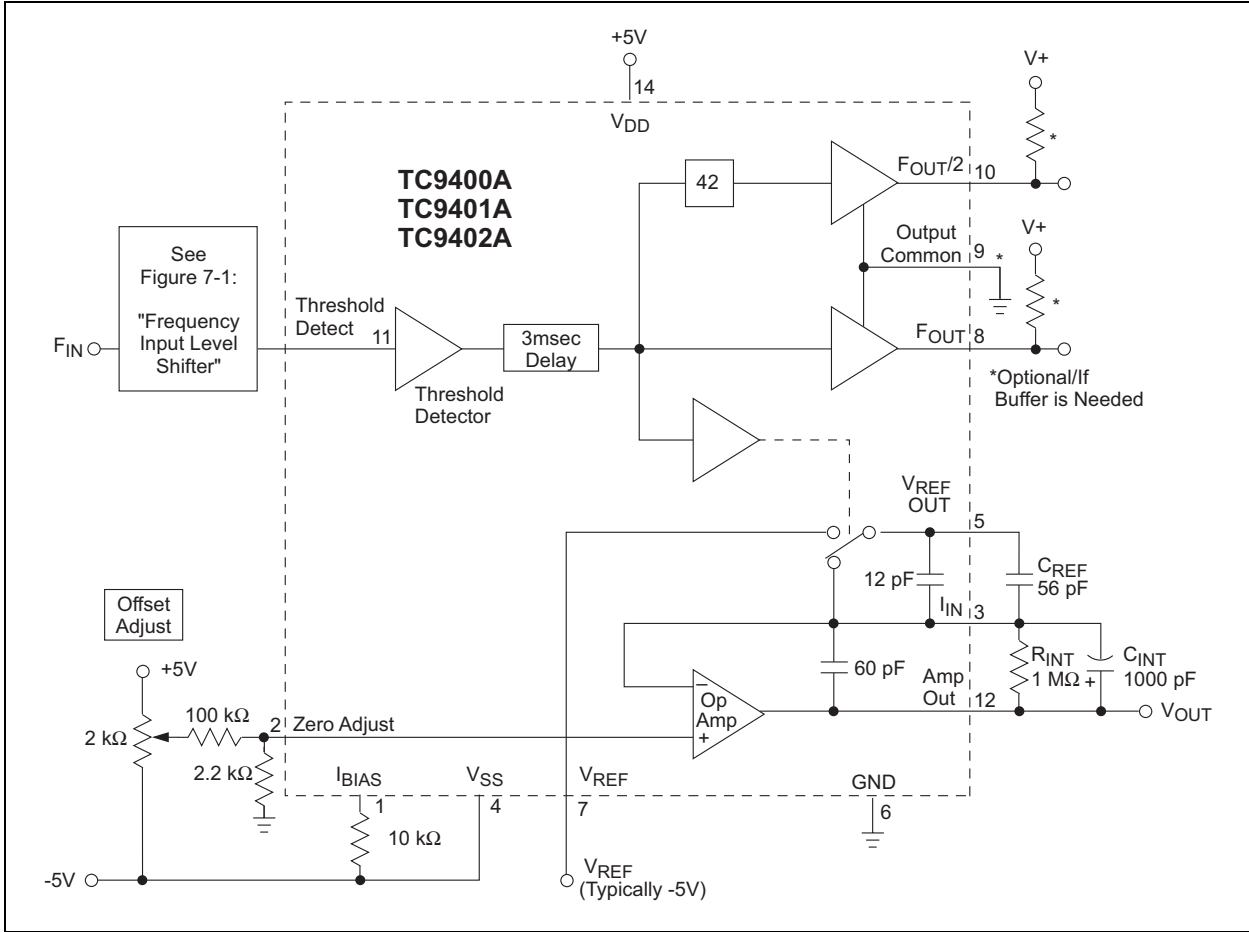 +5V
14
VDD
V+
*
TC9400A
TC9401A
TC9402A
42
FOUT/2
10
See
Figure 7-1:
"Frequency
Input Level
Shifter"
FIN
Threshold
Detect
11
Threshold
Detector
3msec
Delay
Output
Common
9
*
V+
*
FOUT
8
*Optional/If
Buffer is Needed
VREF
OUT
5
12 pF
CREF
56 pF
IIN
3
60 pF
RINT
1 MΩ
+
CINT
1000 pF
Amp
Out
12
VOUT
Offset
Adjust
+5V
2 kΩ
100 kΩ
2
Zero Adjust
2.2 kΩ
–
Op
Amp
+
IBIAS
1
VSS
4
VREF
7
GND
6
10 kΩ
-5V
VREF
(Typically -5V)